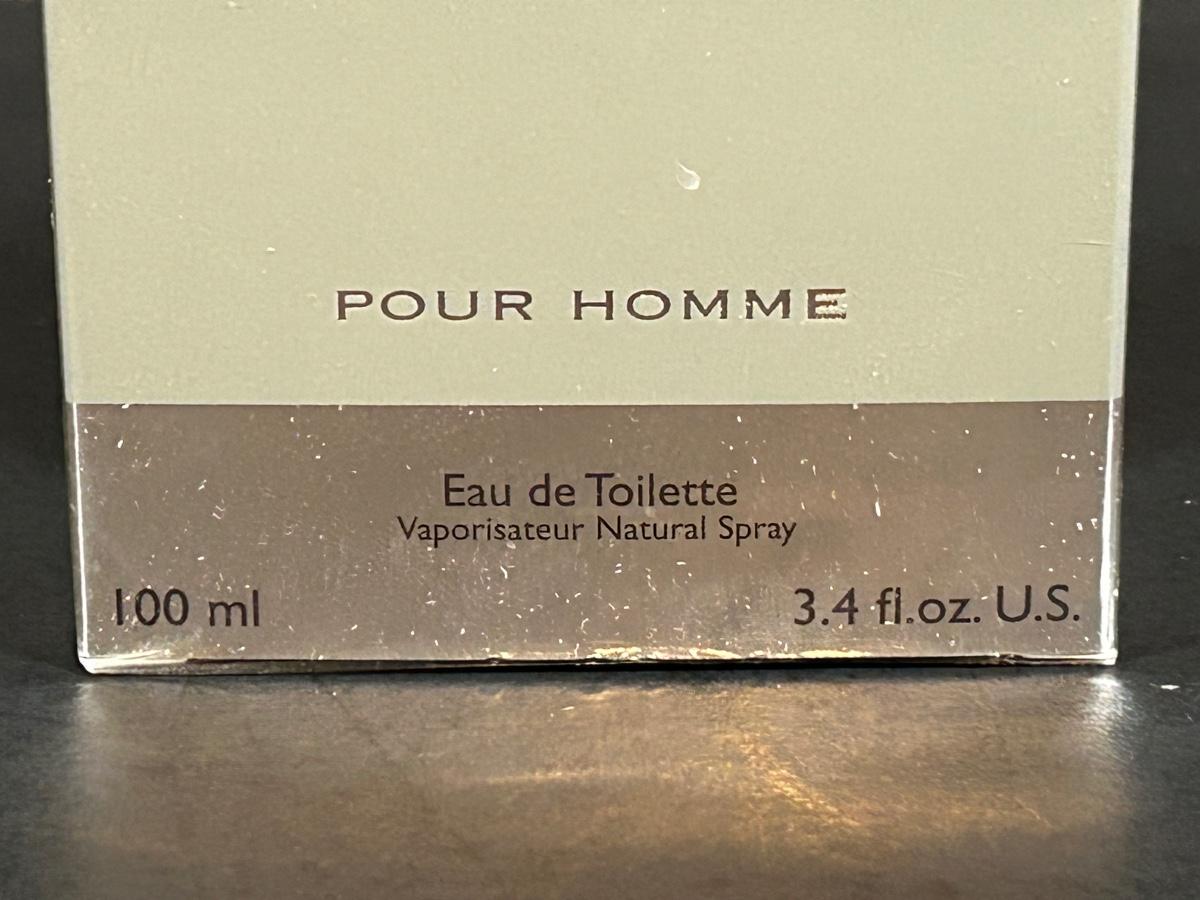 POUR HOMME
Eau de Toilette
Vaporisateur Natural Spray
100 ml 3.4 fl.oz. U.S.